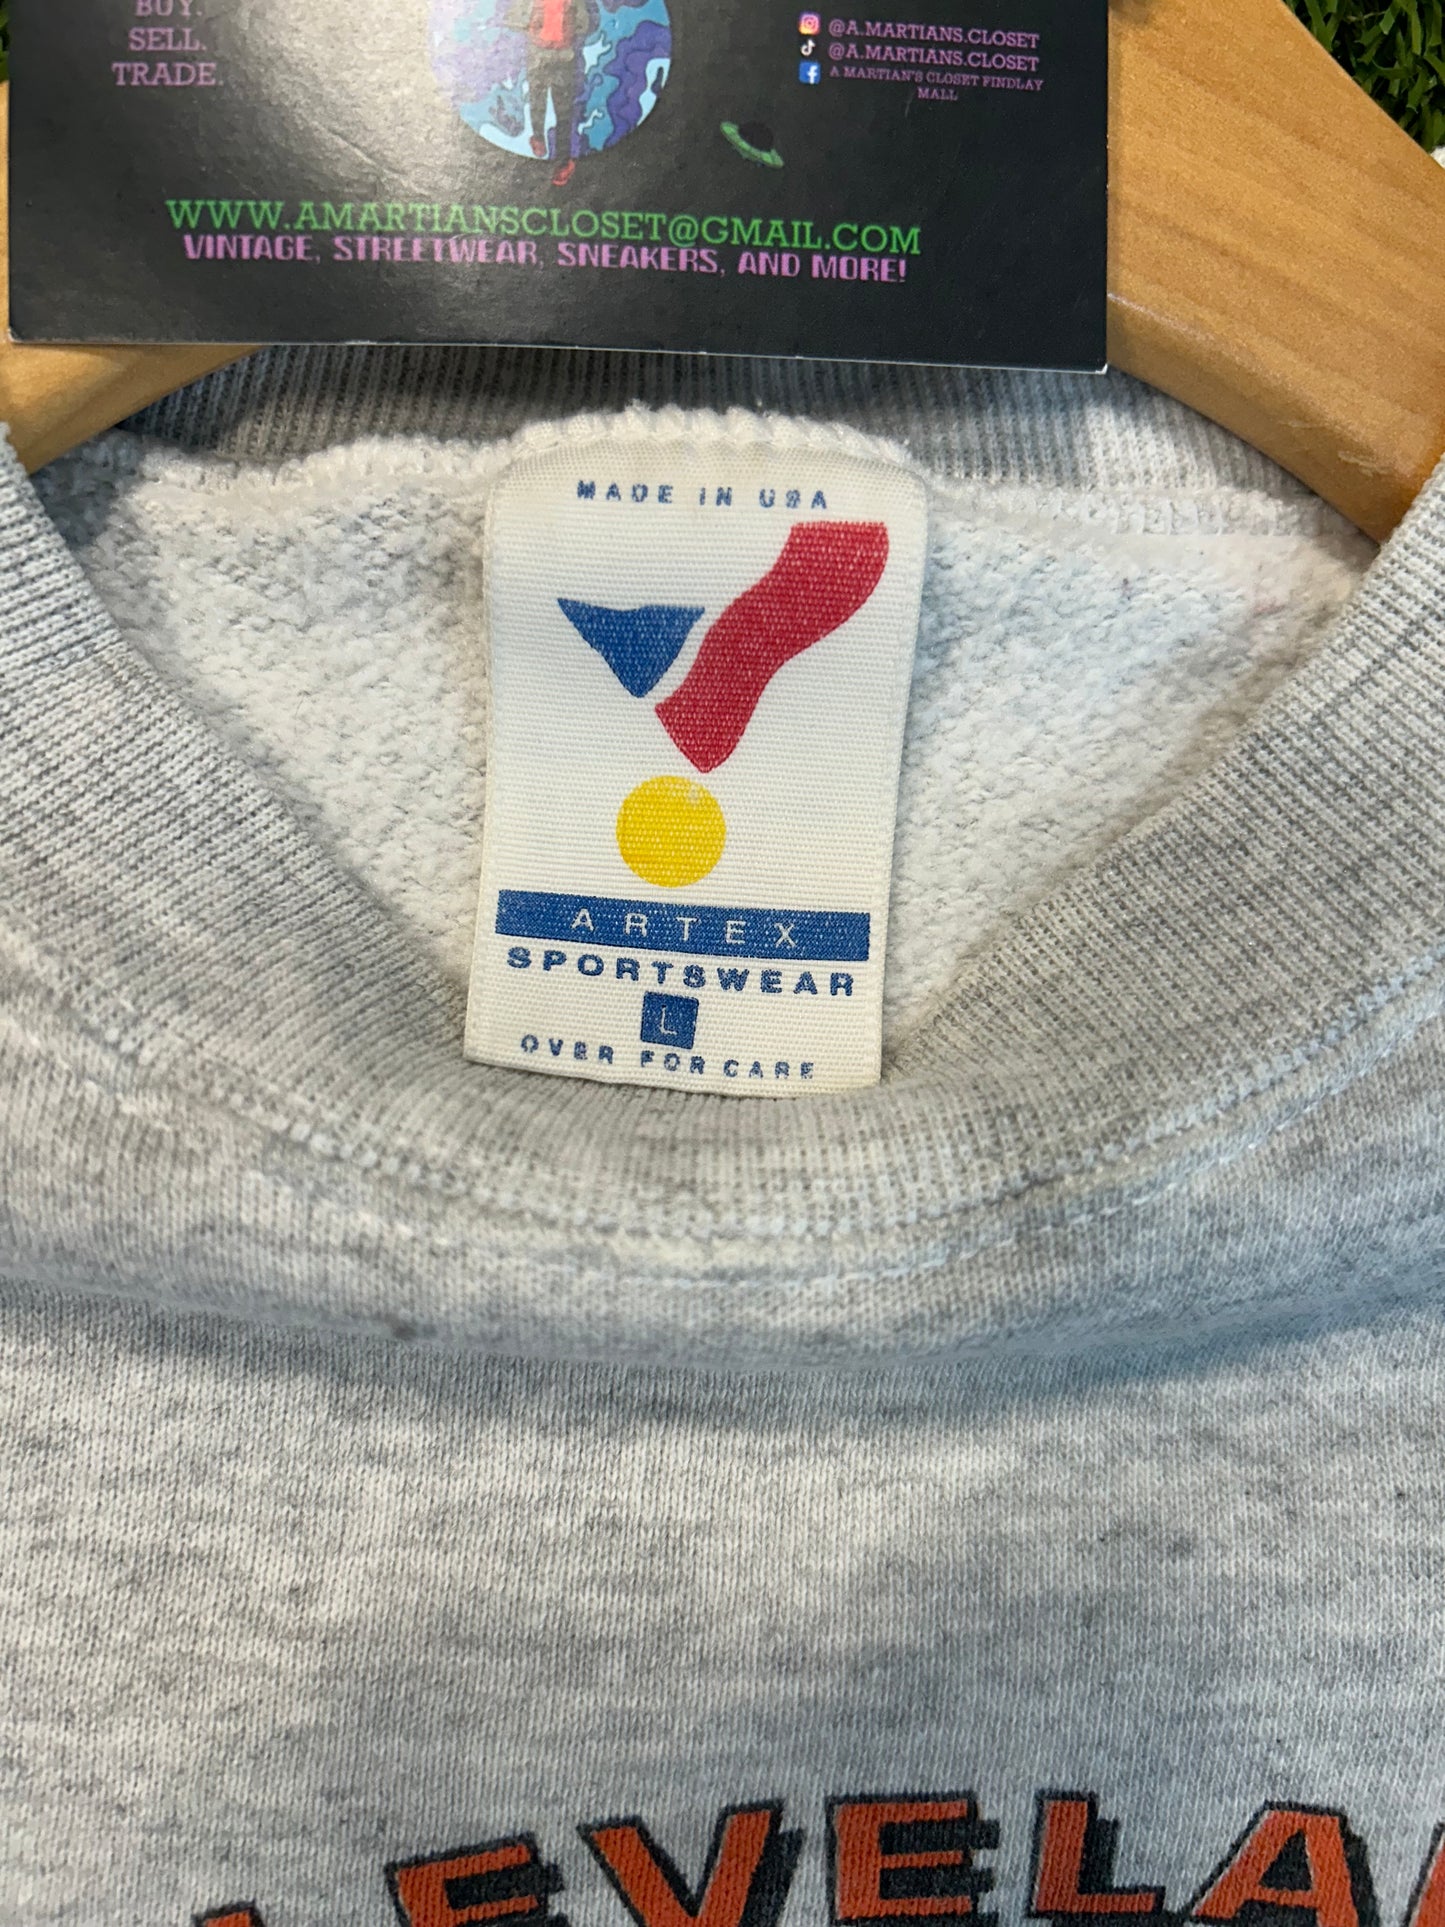 BUY.
SELL.
TRADE.
@A.MARTIANS.CLOSET
@A.MARTIANS.CLOSET
A MARTIAN'S CLOSET FINDLAY
MALL
WWW.AMARTIANSCLOSET@GMAIL.COM
VINTAGE, STREETWEAR, SNEAKERS, AND MORE!
MADE IN USA
ARTEX
SPORTSWEAR
L
OVER FOR CARE
LEVELA